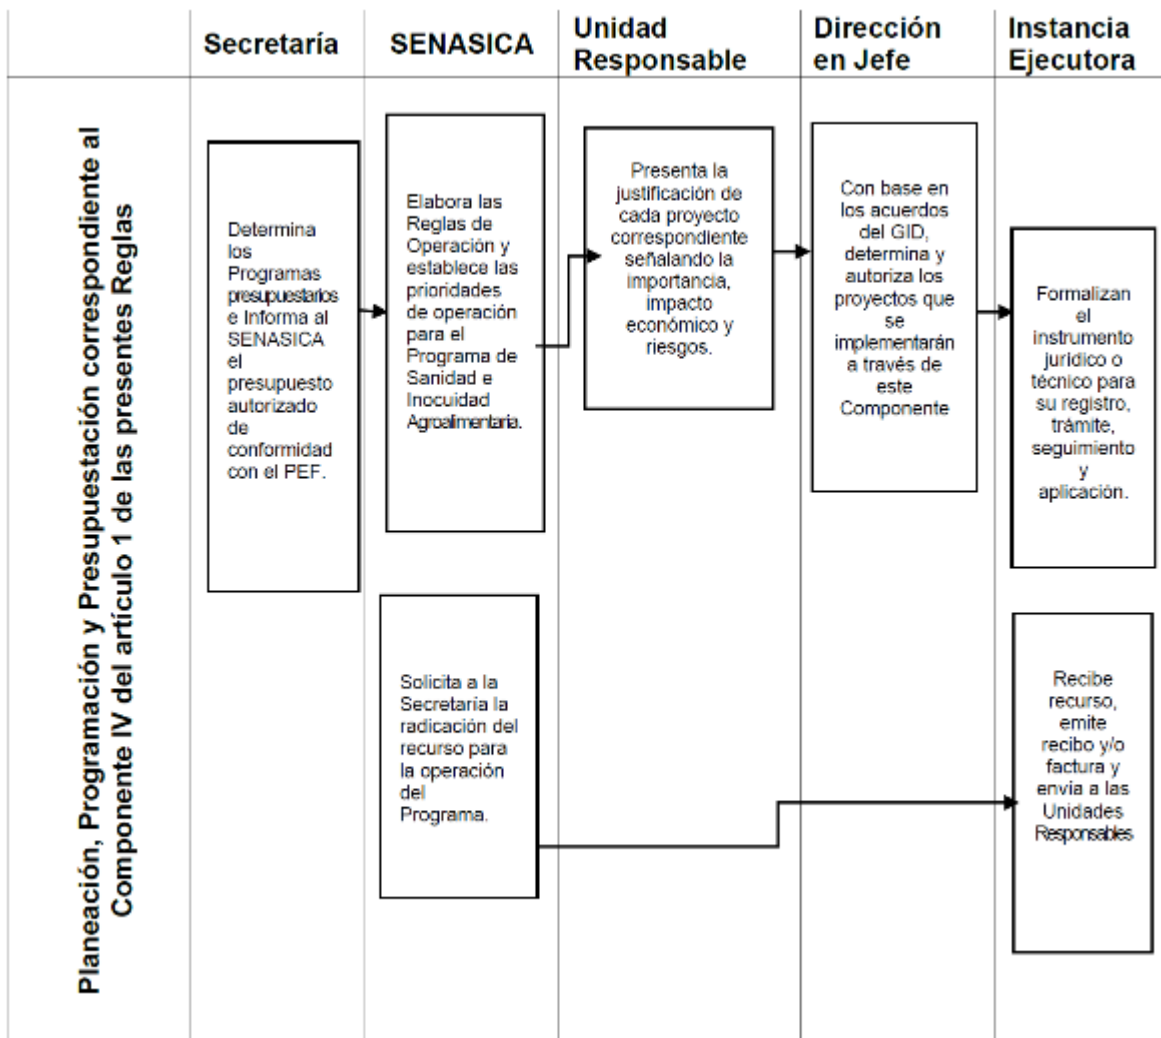 Secretaría
SENASICA
Unidad
Responsable
Dirección
en Jefe
Instancia
Ejecutora
Planeación, Programación y Presupuestación correspondiente al
Componente IV del artículo 1 de las presentes Reglas
Determina
los
Programas
presupuestarios
e Informa al
SENASICA
el
presupuesto
autorizado
de
conformidad
con el PEF.
Elabora las
Reglas de
Operación y
establece las
prioridades
de operación
para el
Programa de
Sanidad e
Inocuidad
Agroalimentaria.
Presenta la
justificación de
cada proyecto
correspondiente
señalando la
importancia,
impacto
económico y
riesgos.
Con base en
los acuerdos
del GID,
determina y
autoriza los
proyectos que
se
implementarán
a través de
este
Componente
Formalizan
el
instrumento
jurídico o
técnico para
su registro,
trámite,
seguimiento
y
aplicación.
Solicita a la
Secretaría la
radicación del
recurso para
la operación
del
Programa.
Recibe
recurso,
emite
recibo y/o
factura y
envía a las
Unidades
Responsables